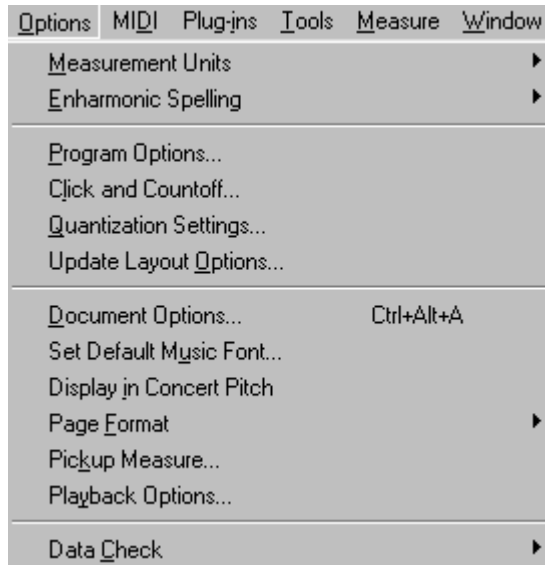 Options MIDI Plug-ins Tools Measure Window
Measurement Units
Enharmonic Spelling
Program Options...
Click and Countoff...
Quantization Settings...
Update Layout Options...
Document Options... Ctrl+Alt+A
Set Default Music Font...
Display in Concert Pitch
Page Format
Pickup Measure...
Playback Options...
Data Check